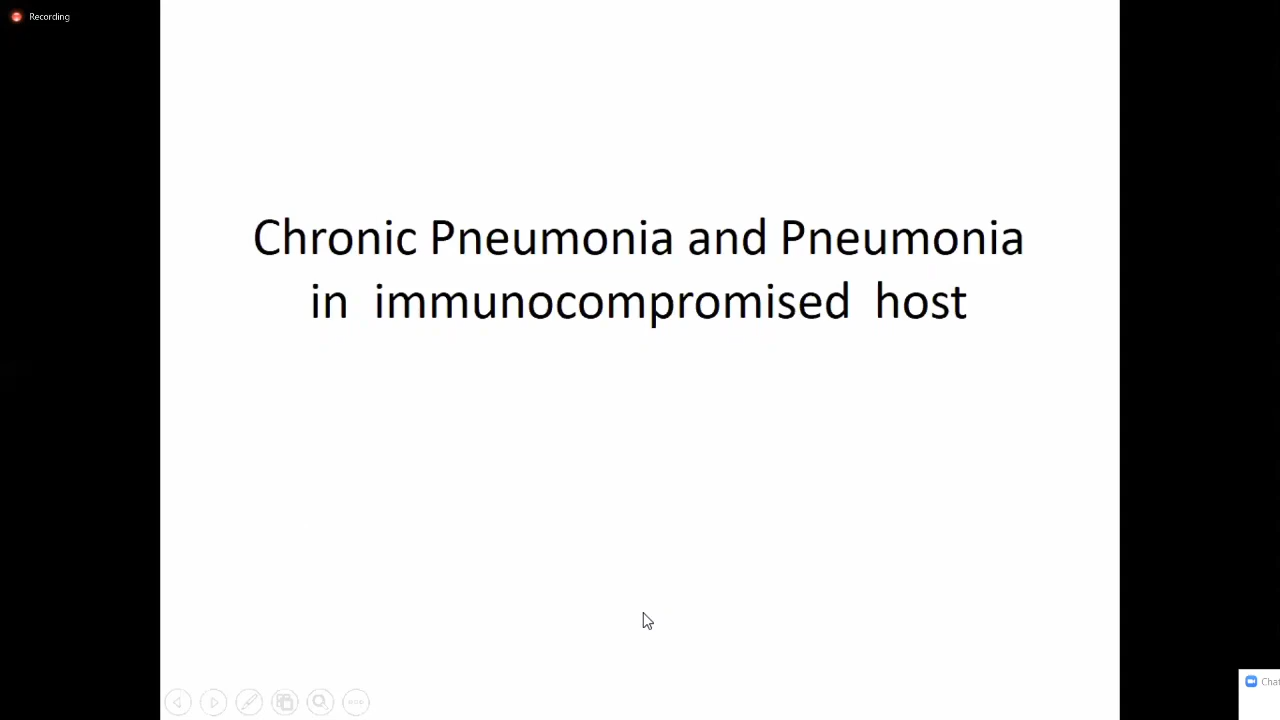 Recording
Chronic Pneumonia and Pneumonia
in immunocompromised host
Chat